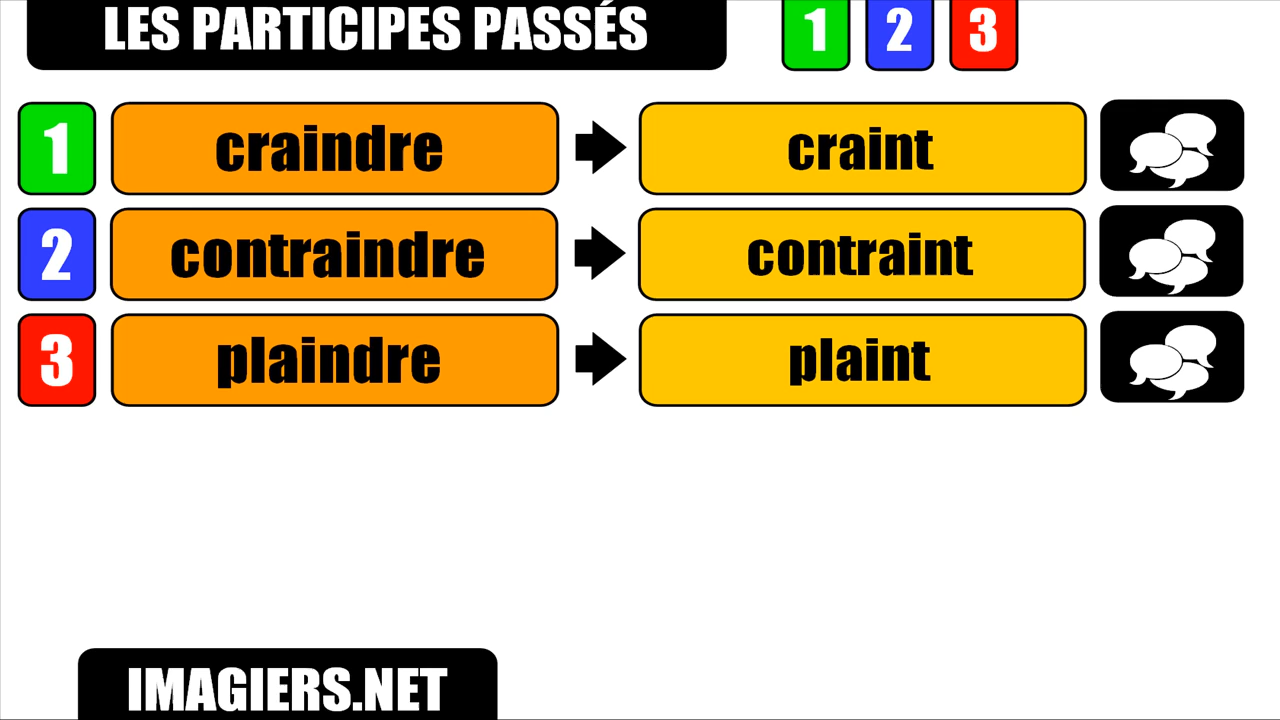 LES PARTICIPES PASSÉS 1 2 3
1 craindre craint
2 contraindre contraint
3 plaindre plaint
IMAGIERS.NET